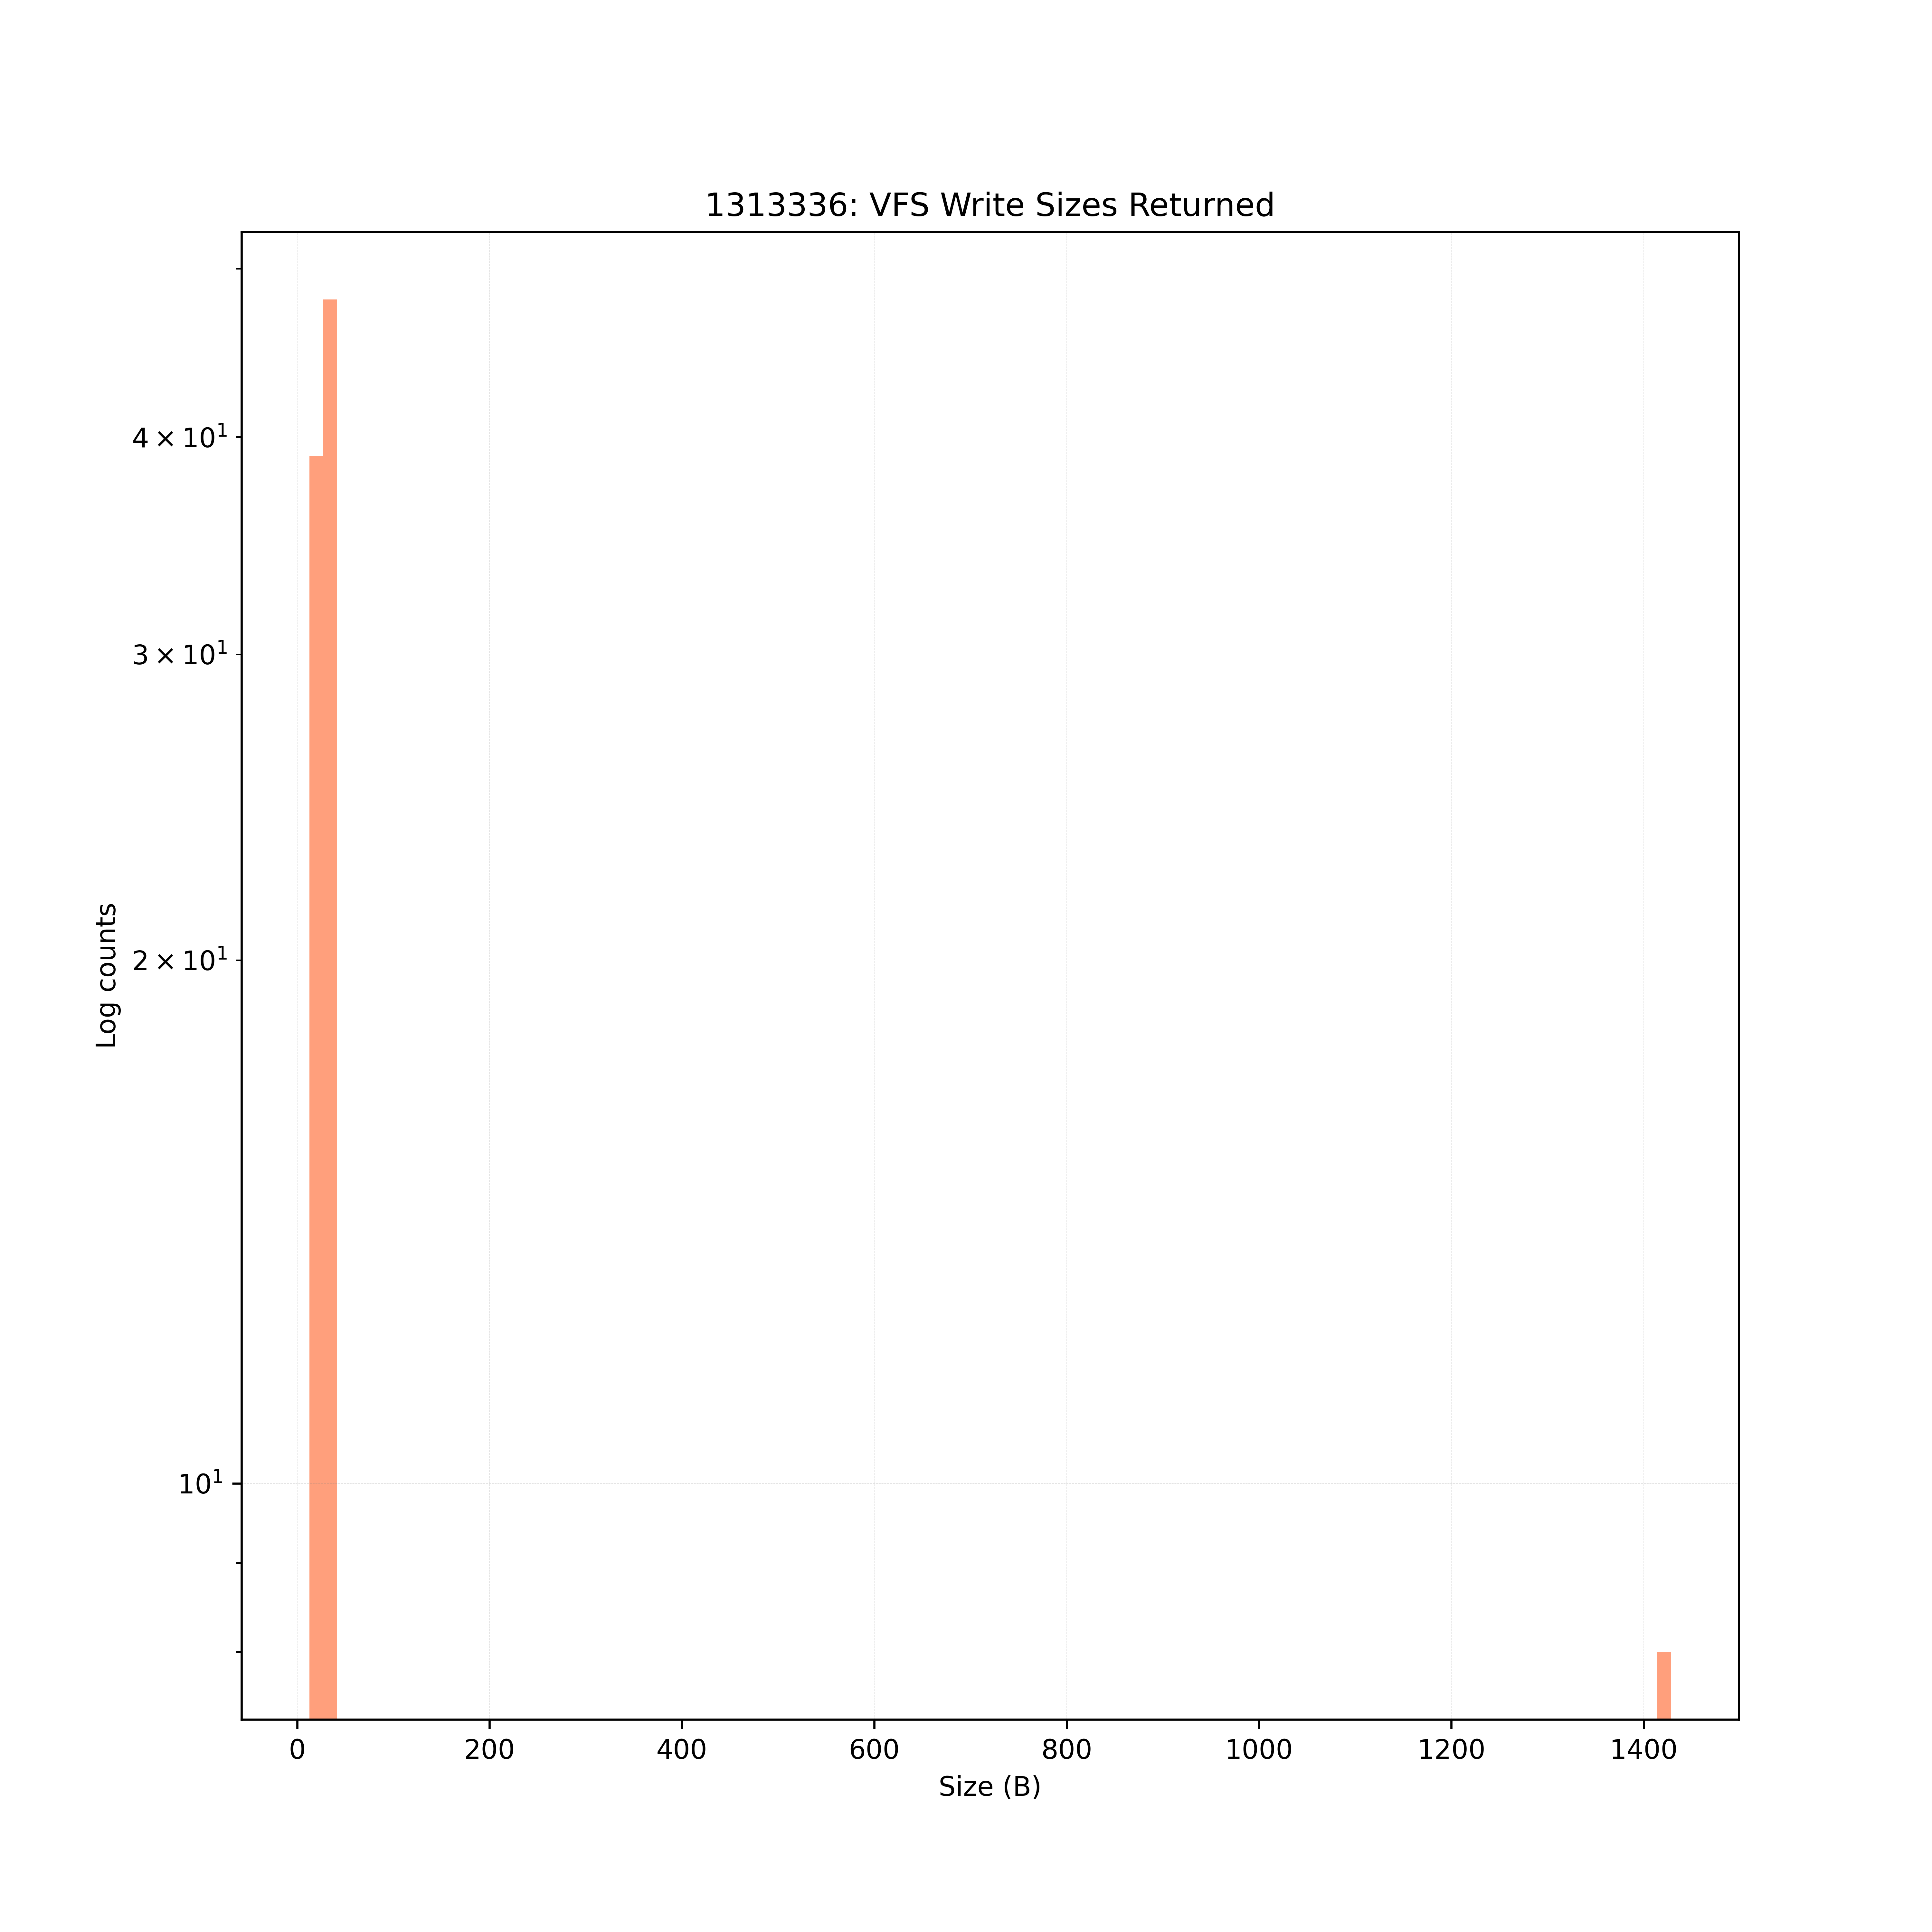 1313336: VFS Write Sizes Returned
Log counts
4 × 10¹
3 × 10¹
2 × 10¹
10¹
0 200 400 600 800 1000 1200 1400
Size (B)